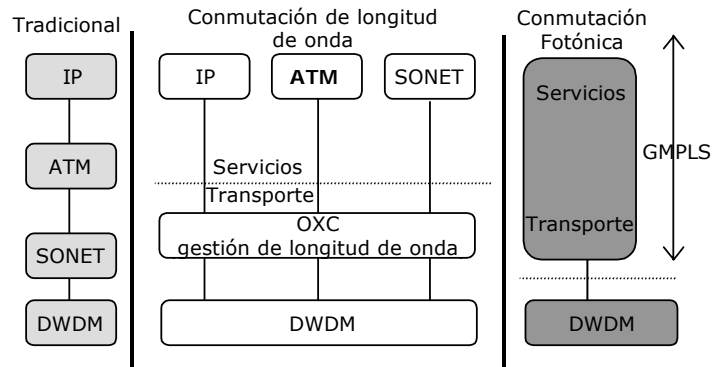 Tradicional
IP
ATM
SONET
DWDM
Conmutación de longitud
de onda
IP
ATM
SONET
Servicios
Transporte
OXC
gestión de longitud de onda
DWDM
Conmutación
Fotónica
Servicios
Transporte
GMPLS
DWDM